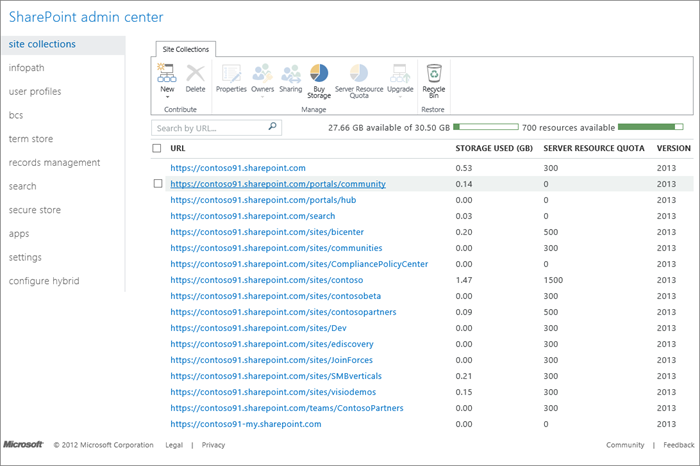 SharePoint admin center
site collections
infopath
user profiles
bcs
term store
records management
search
secure store
apps
settings
configure hybrid
Site Collections
New Delete Properties Owners Sharing Buy Storage Server Resource Quota Upgrade Recycle Bin
Contribute Manage Restore
Search by URL... 27.66 GB available of 30.50 GB 700 resources available
URL STORAGE USED (GB) SERVER RESOURCE QUOTA VERSION
https://contoso91.sharepoint.com 0.53 300 2013
https://contoso91.sharepoint.com/portals/community 0.14 0 2013
https://contoso91.sharepoint.com/portals/hub 0.00 0 2013
https://contoso91.sharepoint.com/search 0.03 0 2013
https://contoso91.sharepoint.com/sites/bicenter 0.20 500 2013
https://contoso91.sharepoint.com/sites/communities 0.00 300 2013
https://contoso91.sharepoint.com/sites/CompliancePolicyCenter 0.00 0 2013
https://contoso91.sharepoint.com/sites/contoso 1.47 1500 2013
https://contoso91.sharepoint.com/sites/contosobeta 0.00 300 2013
https://contoso91.sharepoint.com/sites/contosopartners 0.09 500 2013
https://contoso91.sharepoint.com/sites/Dev 0.00 300 2013
https://contoso91.sharepoint.com/sites/ediscovery 0.00 300 2013
https://contoso91.sharepoint.com/sites/JoinForces 0.00 300 2013
https://contoso91.sharepoint.com/sites/SMBverticals 0.21 300 2013
https://contoso91.sharepoint.com/sites/visiodemos 0.15 300 2013
https://contoso91.sharepoint.com/teams/ContosoPartners 0.00 300 2013
https://contoso91-my.sharepoint.com 0.00 0 2013
Microsoft © 2012 Microsoft Corporation Legal | Privacy Community | Feedback